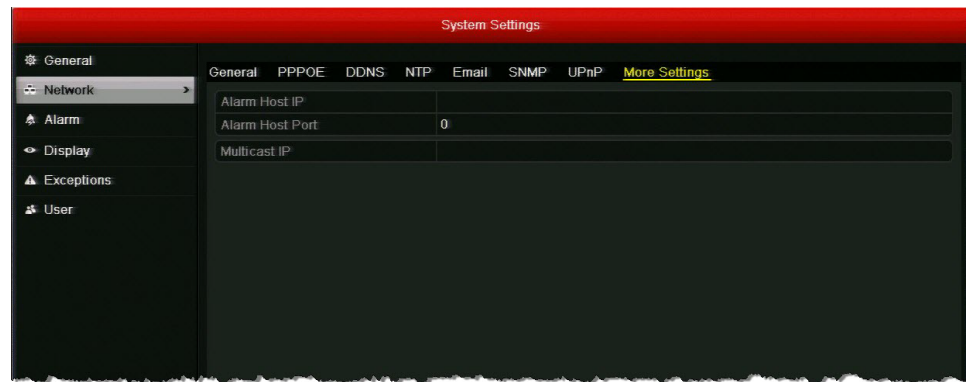 System Settings
General
Network
Alarm
Display
Exceptions
User
General PPPOE DDNS NTP Email SNMP UPnP More Settings
Alarm Host IP
Alarm Host Port 0
Multicast IP